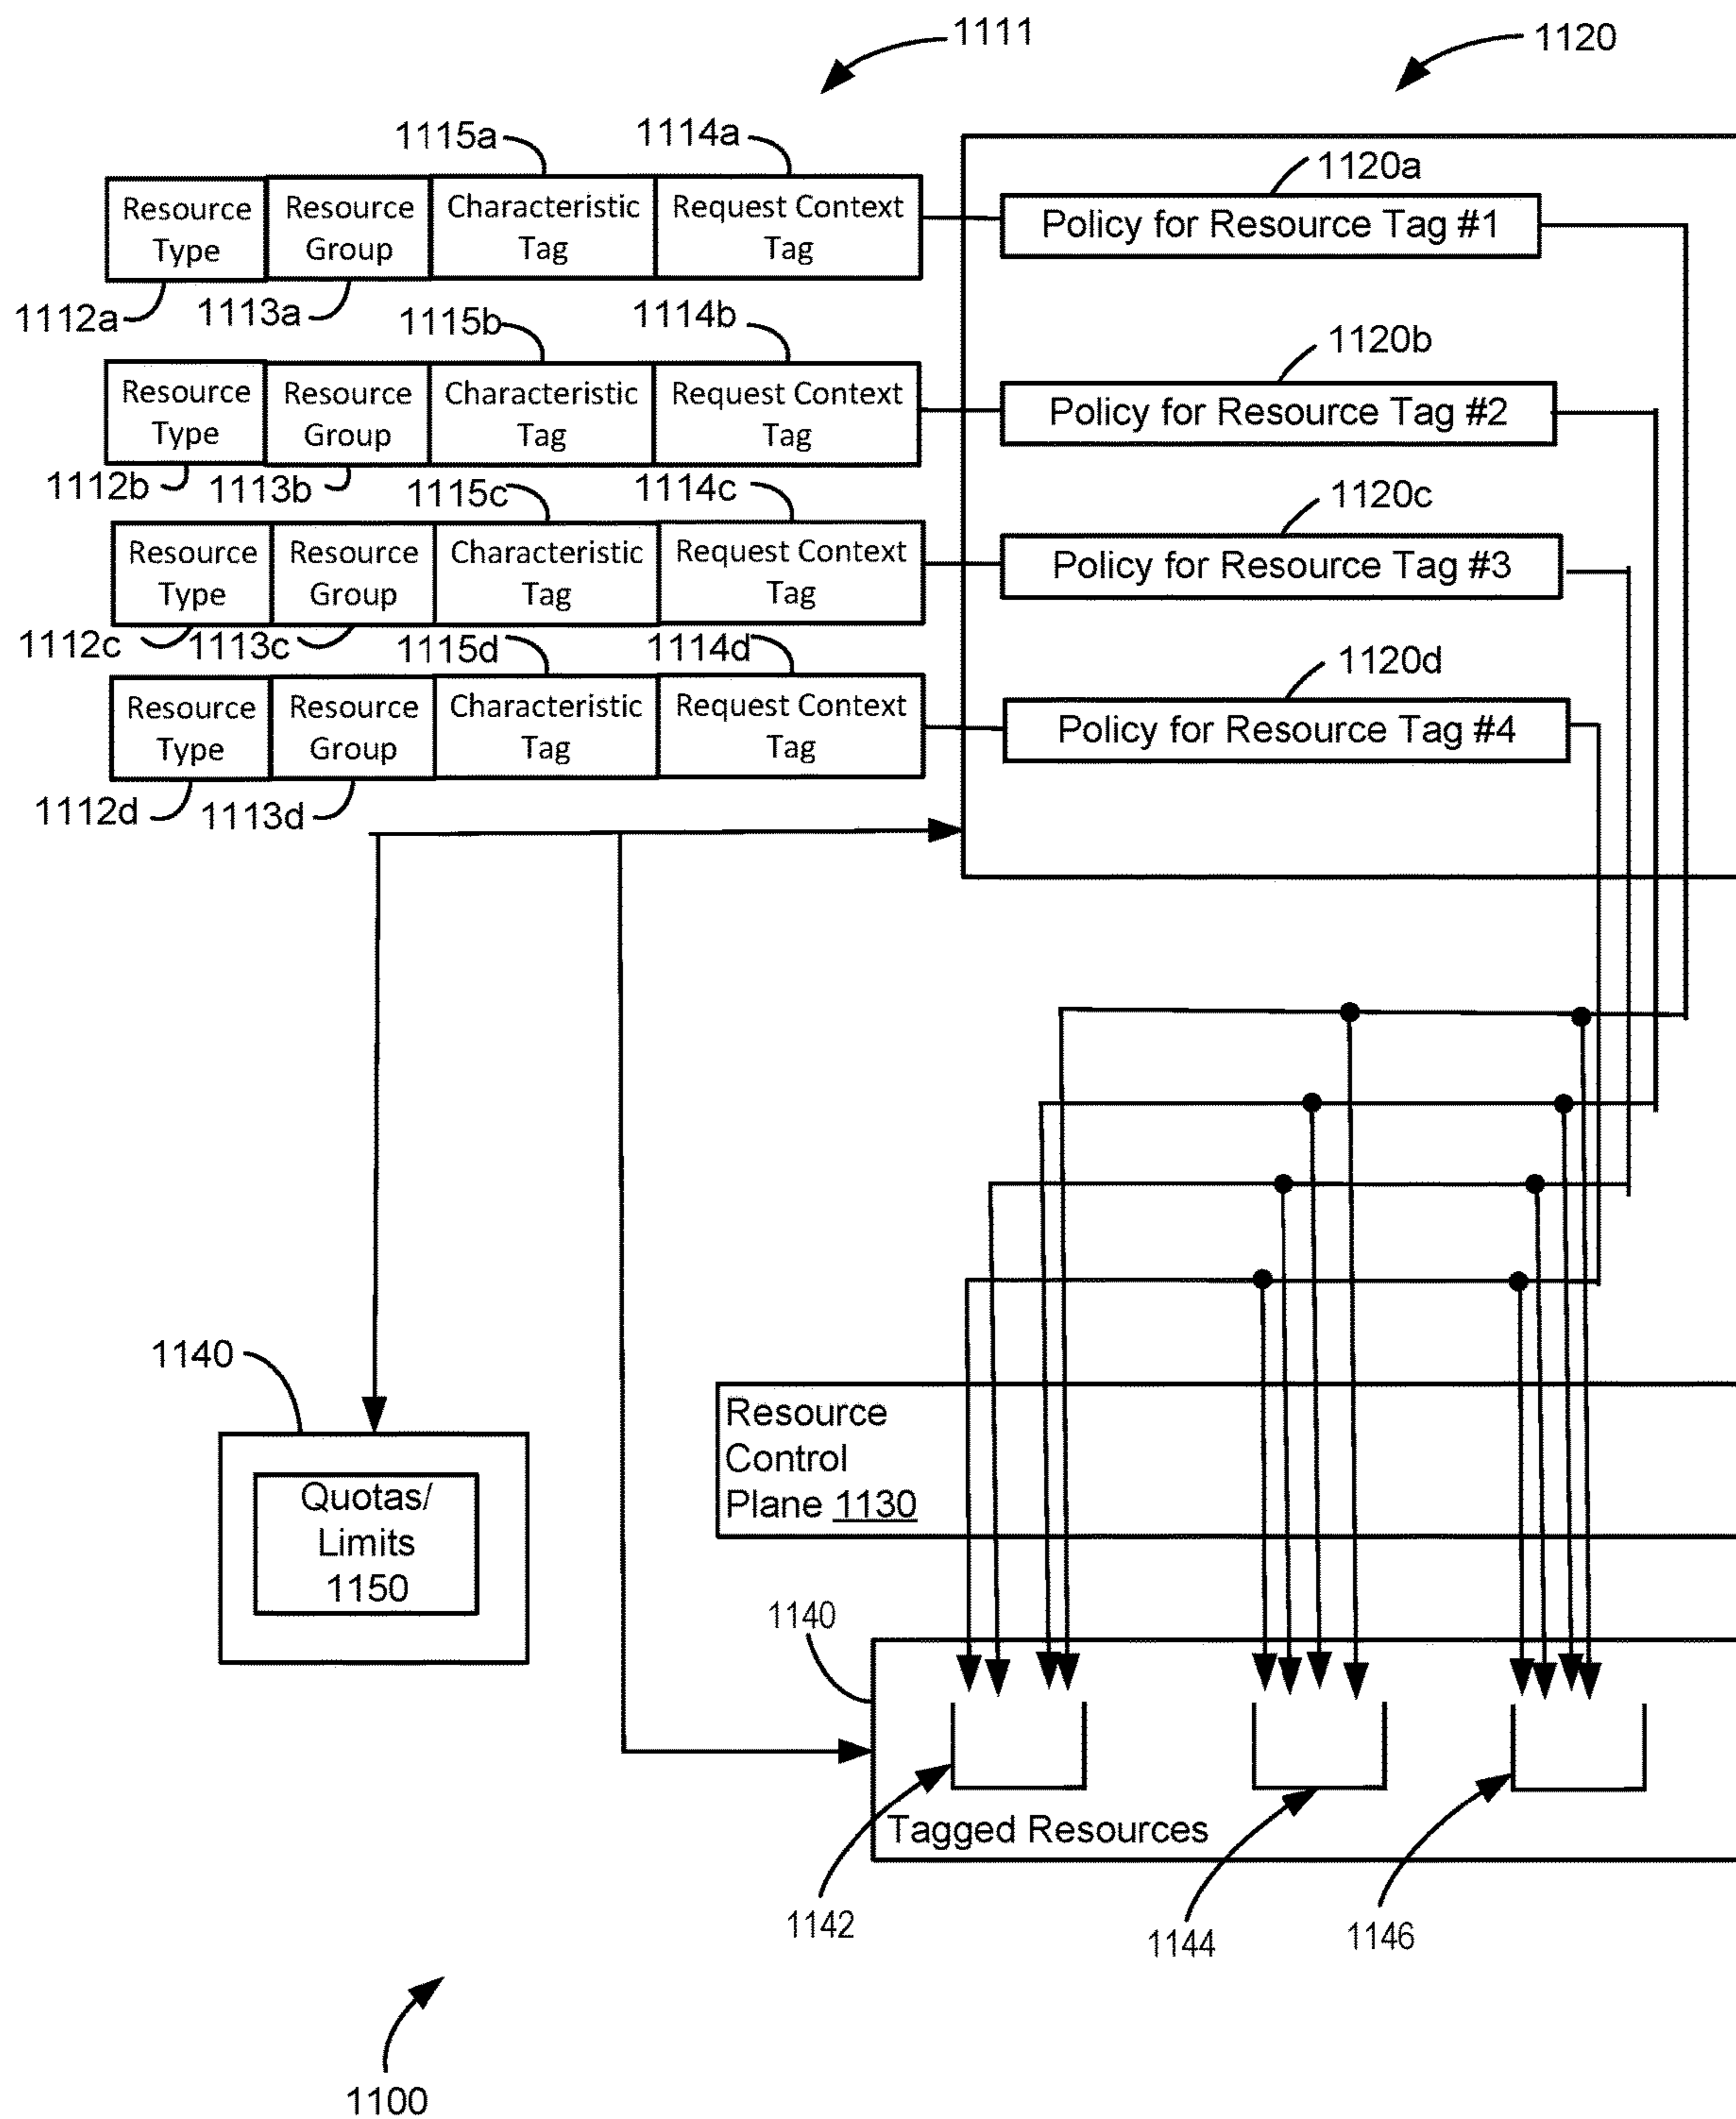 1111
1120
1115a
1114a
1120a
Resource
Type
Resource
Group
Characteristic
Tag
Request Context
Tag
Policy for Resource Tag #1
1112a
1113a
1115b
1114b
1120b
Resource
Type
Resource
Group
Characteristic
Tag
Request Context
Tag
Policy for Resource Tag #2
1112b
1113b
1115c
1114c
1120c
Resource
Type
Resource
Group
Characteristic
Tag
Request Context
Tag
Policy for Resource Tag #3
1112c
1113c
1115d
1114d
1120d
Resource
Type
Resource
Group
Characteristic
Tag
Request Context
Tag
Policy for Resource Tag #4
1112d
1113d
1140
Quotas/
Limits
1150
Resource
Control
Plane 1130
1140
Tagged Resources
1142
1144
1146
1100